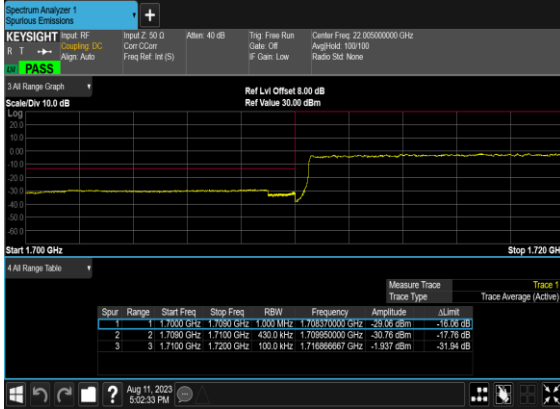 Spectrum Analyzer 1
Spurious Emissions
+
KEYSIGHT Input: RF Input Z: 50 Ω Atten: 40 dB Trig: Free Run Center Freq: 22.005000000 GHz
R T Coupling: DC Corr CCorr Gate: Off Avg|Hold: 100/100
Align: Auto Freq Ref: Int (S) IF Gain: Low Radio Std: None
PASS
3 All Range Graph
Ref Lvl Offset 8.00 dB
Scale/Div 10.0 dB Ref Value 30.00 dBm
Log
20.0
10.0
0.00
-10.0
-20.0
-30.0
-40.0
-50.0
-60.0
Start 1.700 GHz Stop 1.720 GH
4 All Range Table
Measure Trace Trace 1
Trace Type Trace Average (Active)
Spur Range Start Freq Stop Freq RBW Frequency Amplitude ΔLimit
1 1 1.7000 GHz 1.7090 GHz 1.000 MHz 1.708370000 GHz -29.06 dBm -16.06 dB
2 2 1.7090 GHz 1.7100 GHz 430.0 kHz 1.709950000 GHz -30.76 dBm -17.76 dB
3 3 1.7100 GHz 1.7200 GHz 100.0 kHz 1.716866667 GHz -1.937 dBm -31.94 dB
?
Aug 11, 2023
5:02:33 PM